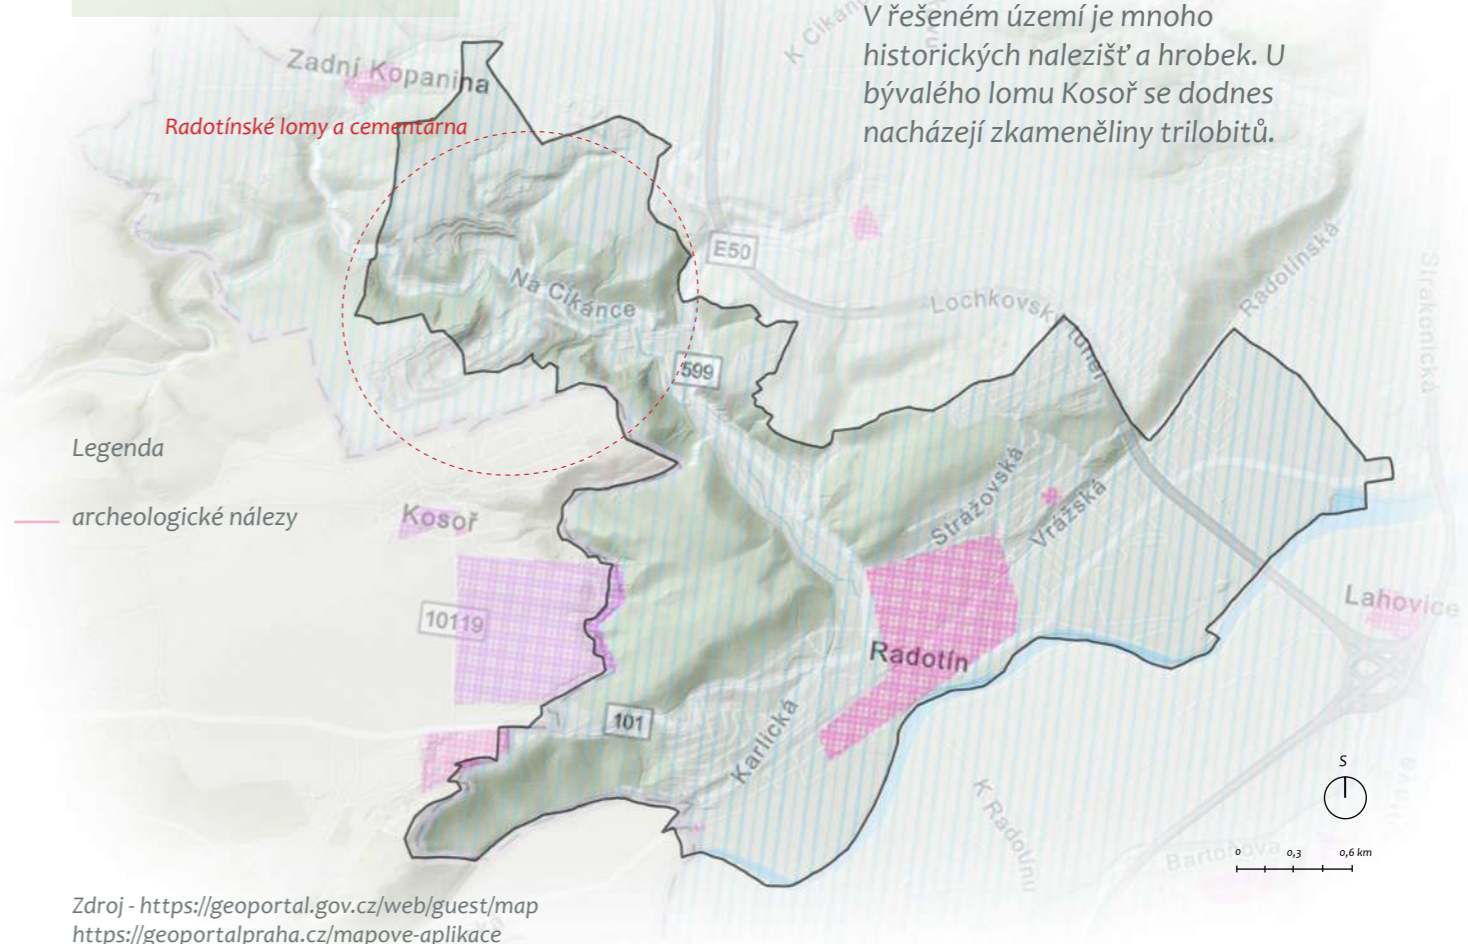 V řešeném území je mnoho
historických nalezišť a hrobek. U
bývalého lomu Kosoř se dodnes
nacházejí zkameněliny trilobitů.
K Cikán
Zadní Kopanina
Radotínské lomy a cementárna
E50
Na Cikánce
Lochkovský tunel
Radotínská
Strakonická
599
Legenda
archeologické nálezy
Kosoř
Strážovská
Vrážská
10119
Lahovice
Radotín
101
Karlická
K Radotínu
Bartoňova
S
0 0,3 0,6 km
Zdroj - https://geoportal.gov.cz/web/guest/map
https://geoportalpraha.cz/mapove-aplikace